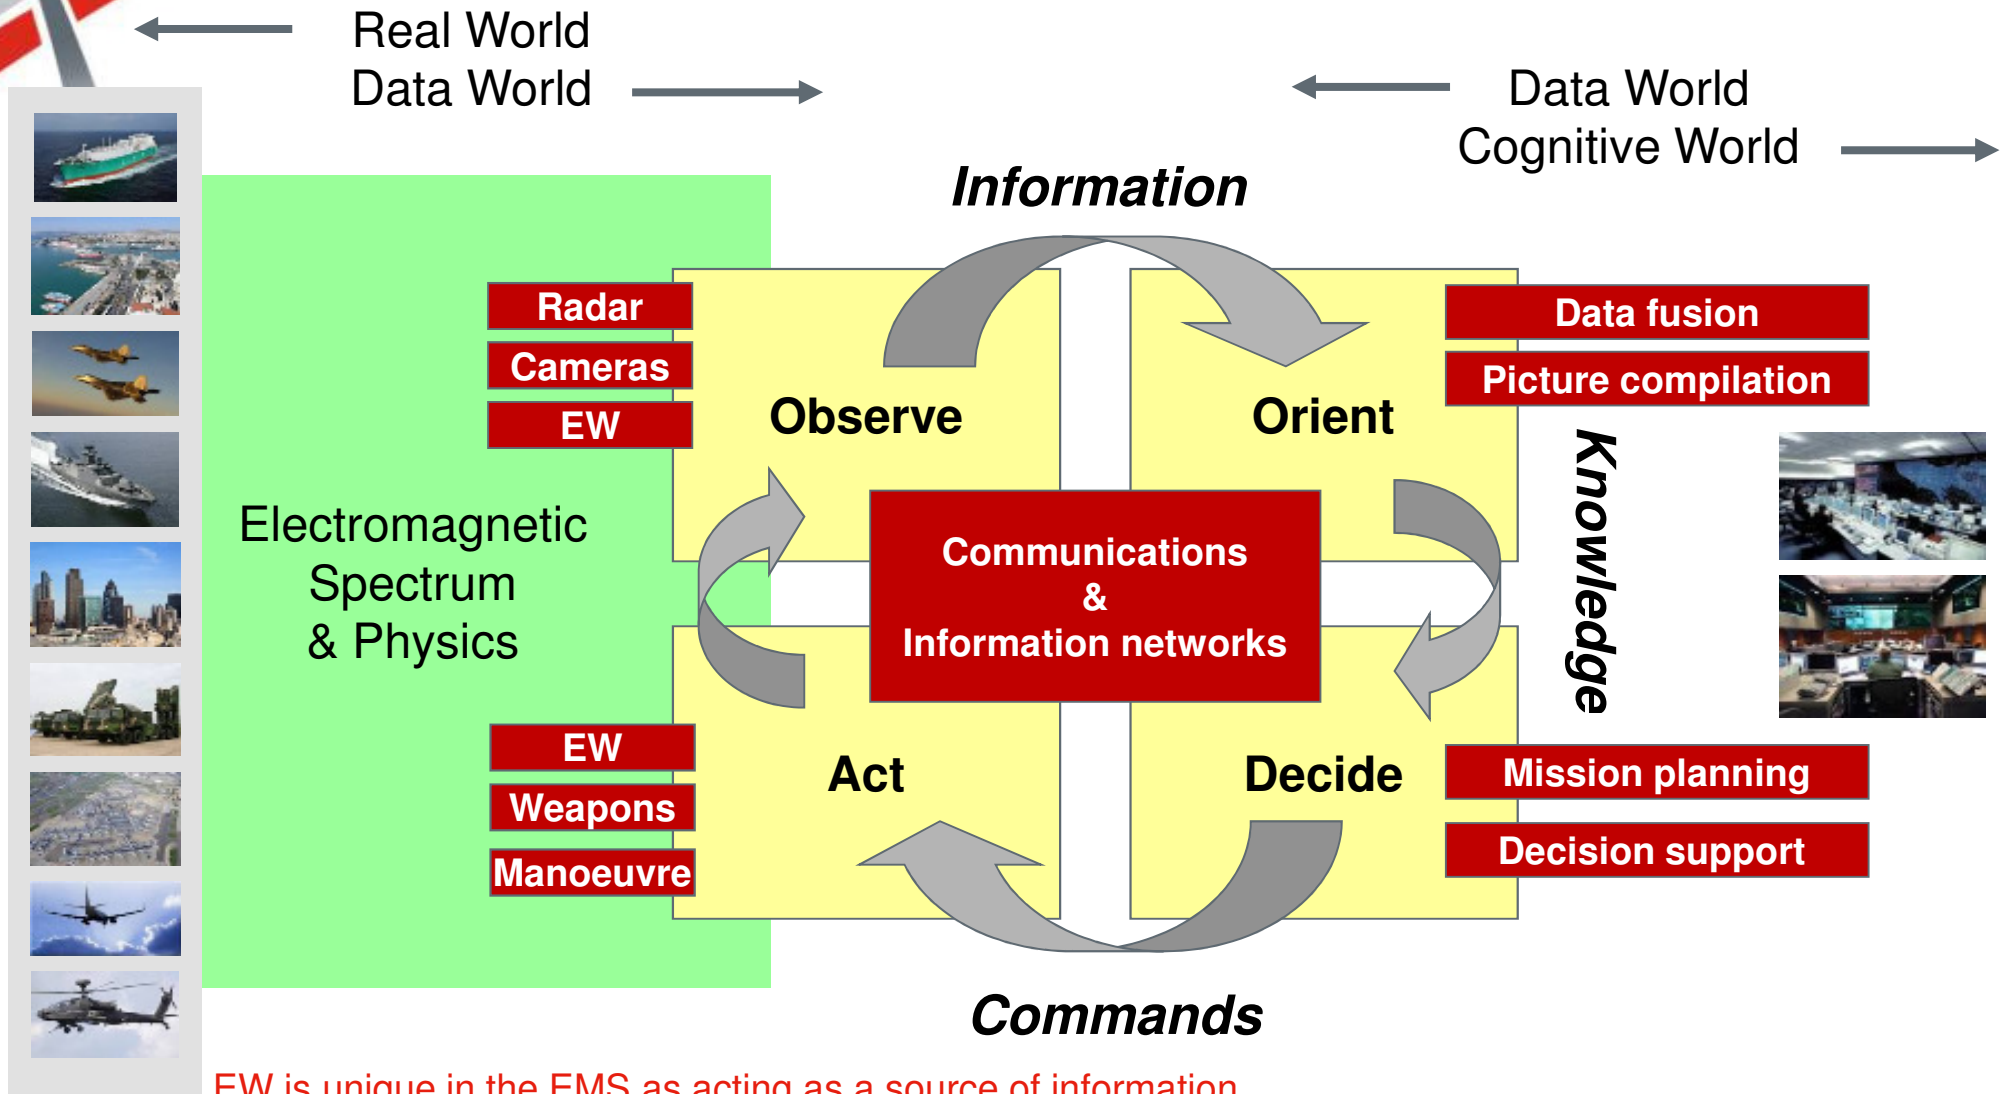 Real World
Data World
Data World
Cognitive World
Information
Radar
Cameras
EW
Observe
Orient
Data fusion
Picture compilation
Knowledge
Electromagnetic
Spectrum
& Physics
Communications
&
Information networks
EW
Weapons
Manoeuvre
Act
Decide
Mission planning
Decision support
Commands
EW is unique in the EMS as acting as a source of information